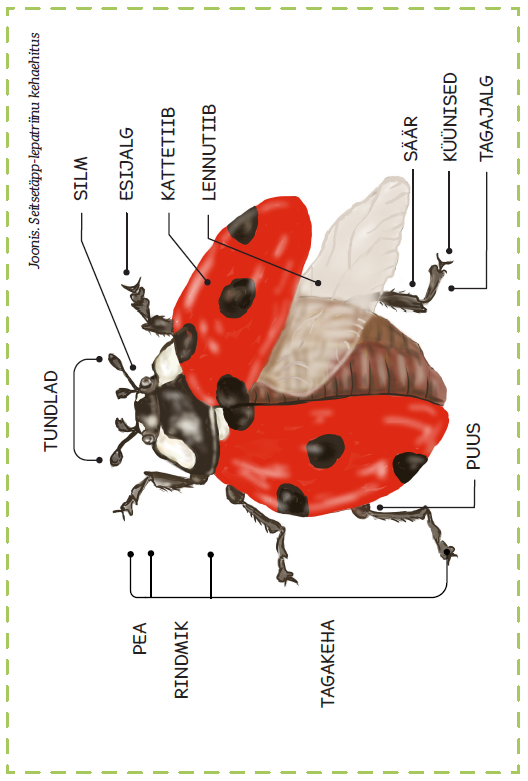 Joonis. Seitsetäpp-lepatriinu kehaehitus
SILM
ESIJALG
KATTETIIB
LENNUTIIB
SÄÄR
KÜÜNISED
TAGAJALG
TUNDLAD
PUUS
PEA
RINDMIK
TAGAKEHA